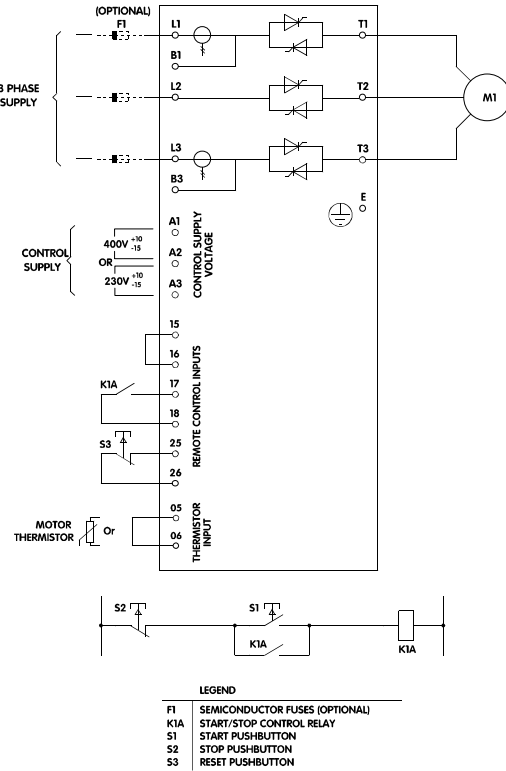 (OPTIONAL)
F1 L1 T1
B1
3 PHASE
SUPPLY
L2 T2
M1
L3 T3
B3
E
A1
CONTROL
SUPPLY
400V +10 -15
OR
A2
230V +10 -15
A3
CONTROL SUPPLY
VOLTAGE
15
16
K1A 17
18
S3 25
26
REMOTE CONTROL INPUTS
05
MOTOR
THERMISTOR
Or
06
THERMISTOR
INPUT
S2 S1
K1A K1A
LEGEND
F1 SEMICONDUCTOR FUSES (OPTIONAL)
K1A START/STOP CONTROL RELAY
S1 START PUSHBUTTON
S2 STOP PUSHBUTTON
S3 RESET PUSHBUTTON